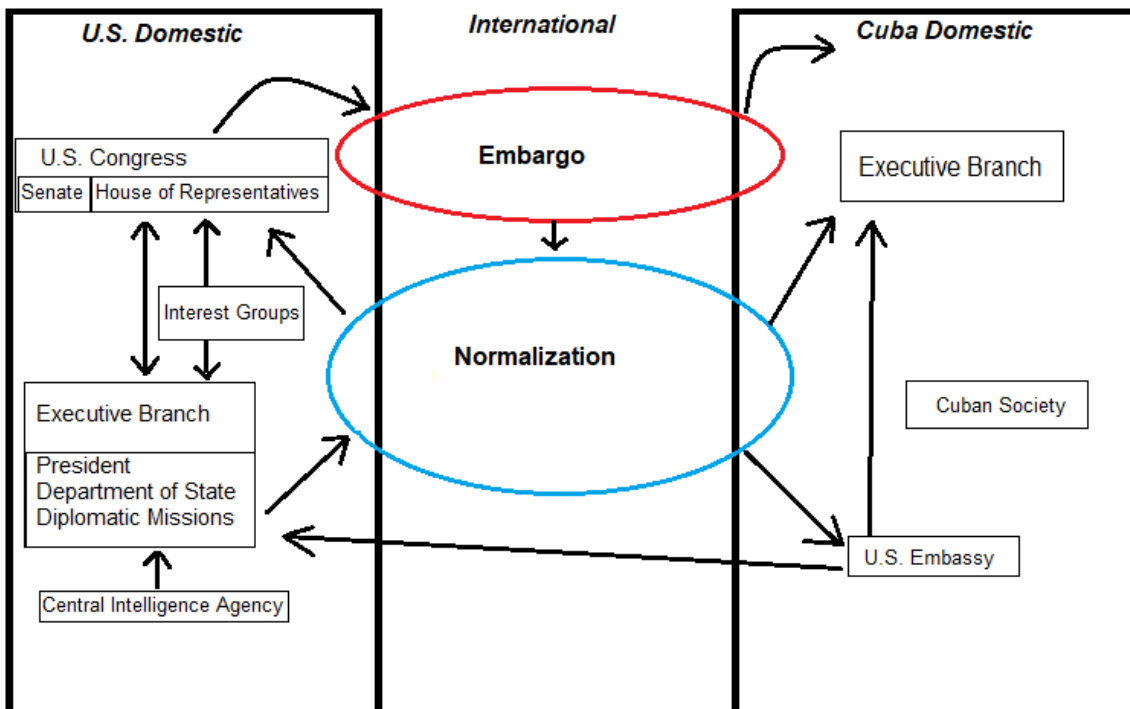 U.S. Domestic
International
Cuba Domestic
U.S. Congress
Senate
House of Representatives
Embargo
Executive Branch
Interest Groups
Normalization
Executive Branch
President
Department of State
Diplomatic Missions
Cuban Society
U.S. Embassy
Central Intelligence Agency